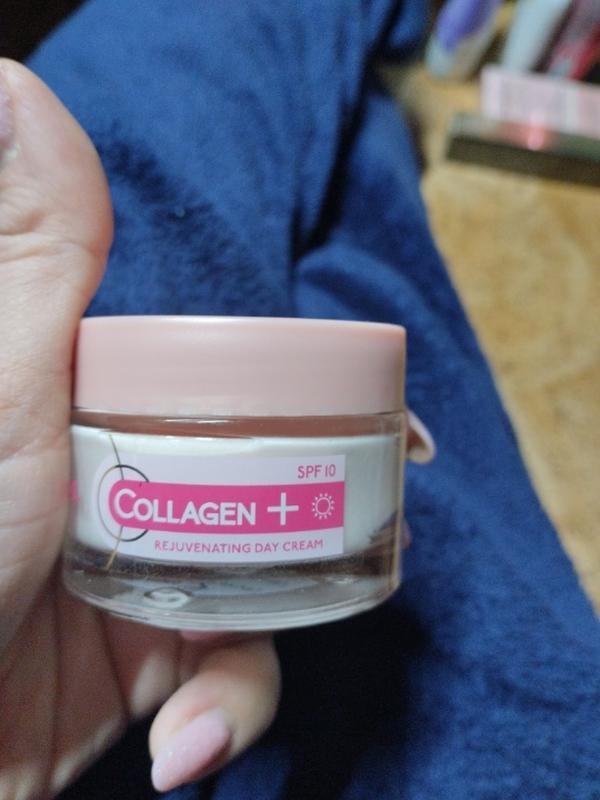 SPF 10
COLLAGEN +
REJUVENATING DAY CREAM